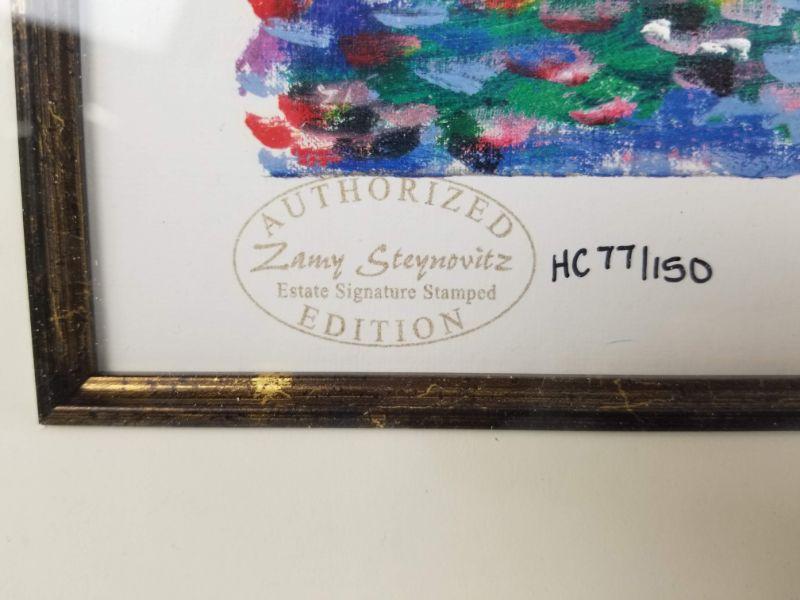 AUTHORIZED
Zamy Steynovitz
Estate Signature Stamped
EDITION
HC 77/150